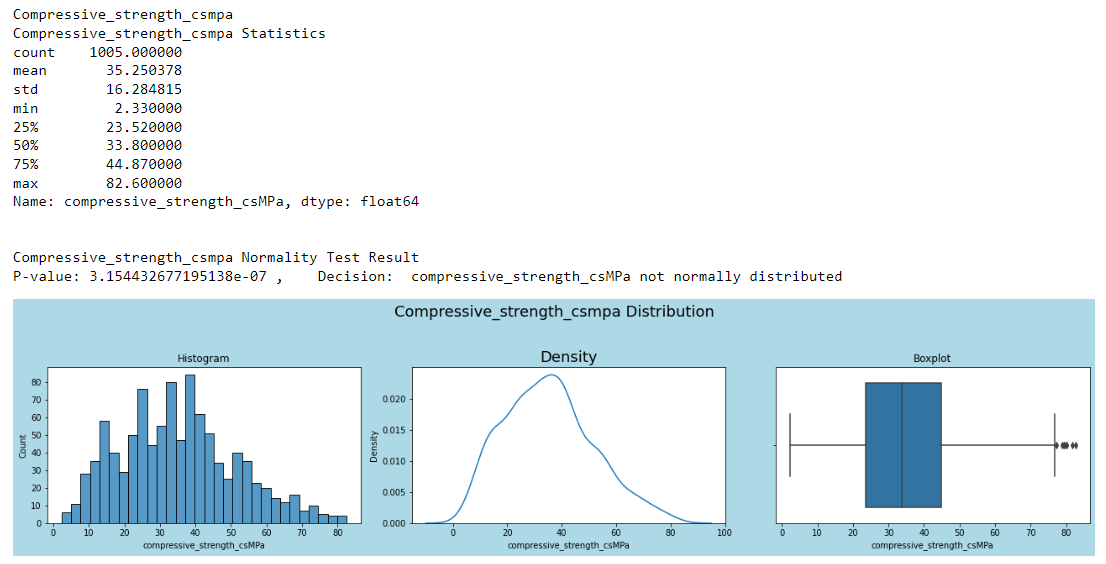 Compressive_strength_csmpa
Compressive_strength_csmpa Statistics
count    1005.000000
mean       35.250378
std        16.284815
min         2.330000
25%        23.520000
50%        33.800000
75%        44.870000
max        82.600000
Name: compressive_strength_csMPa, dtype: float64
Compressive_strength_csmpa Normality Test Result
P-value: 3.154432677195138e-07 ,    Decision:  compressive_strength_csMPa not normally distributed
Compressive_strength_csmpa Distribution
Histogram
Count
80
70
60
50
40
30
20
10
0
0 10 20 30 40 50 60 70 80
compressive_strength_csMPa
Density
Density
0.020
0.015
0.010
0.005
0.000
0 20 40 60 80 100
compressive_strength_csMPa
Boxplot
0 10 20 30 40 50 60 70 80
compressive_strength_csMPa